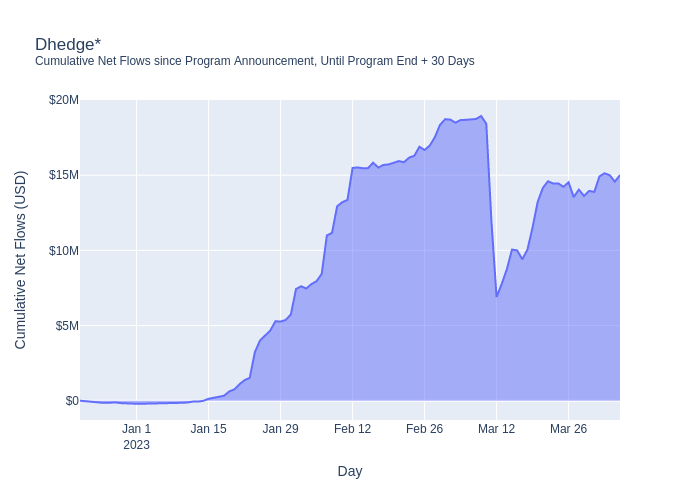 Dhedge*
Cumulative Net Flows since Program Announcement, Until Program End + 30 Days
Cumulative Net Flows (USD)
$20M
$15M
$10M
$5M
$0
Jan 1
2023
Jan 15
Jan 29
Feb 12
Feb 26
Mar 12
Mar 26
Day